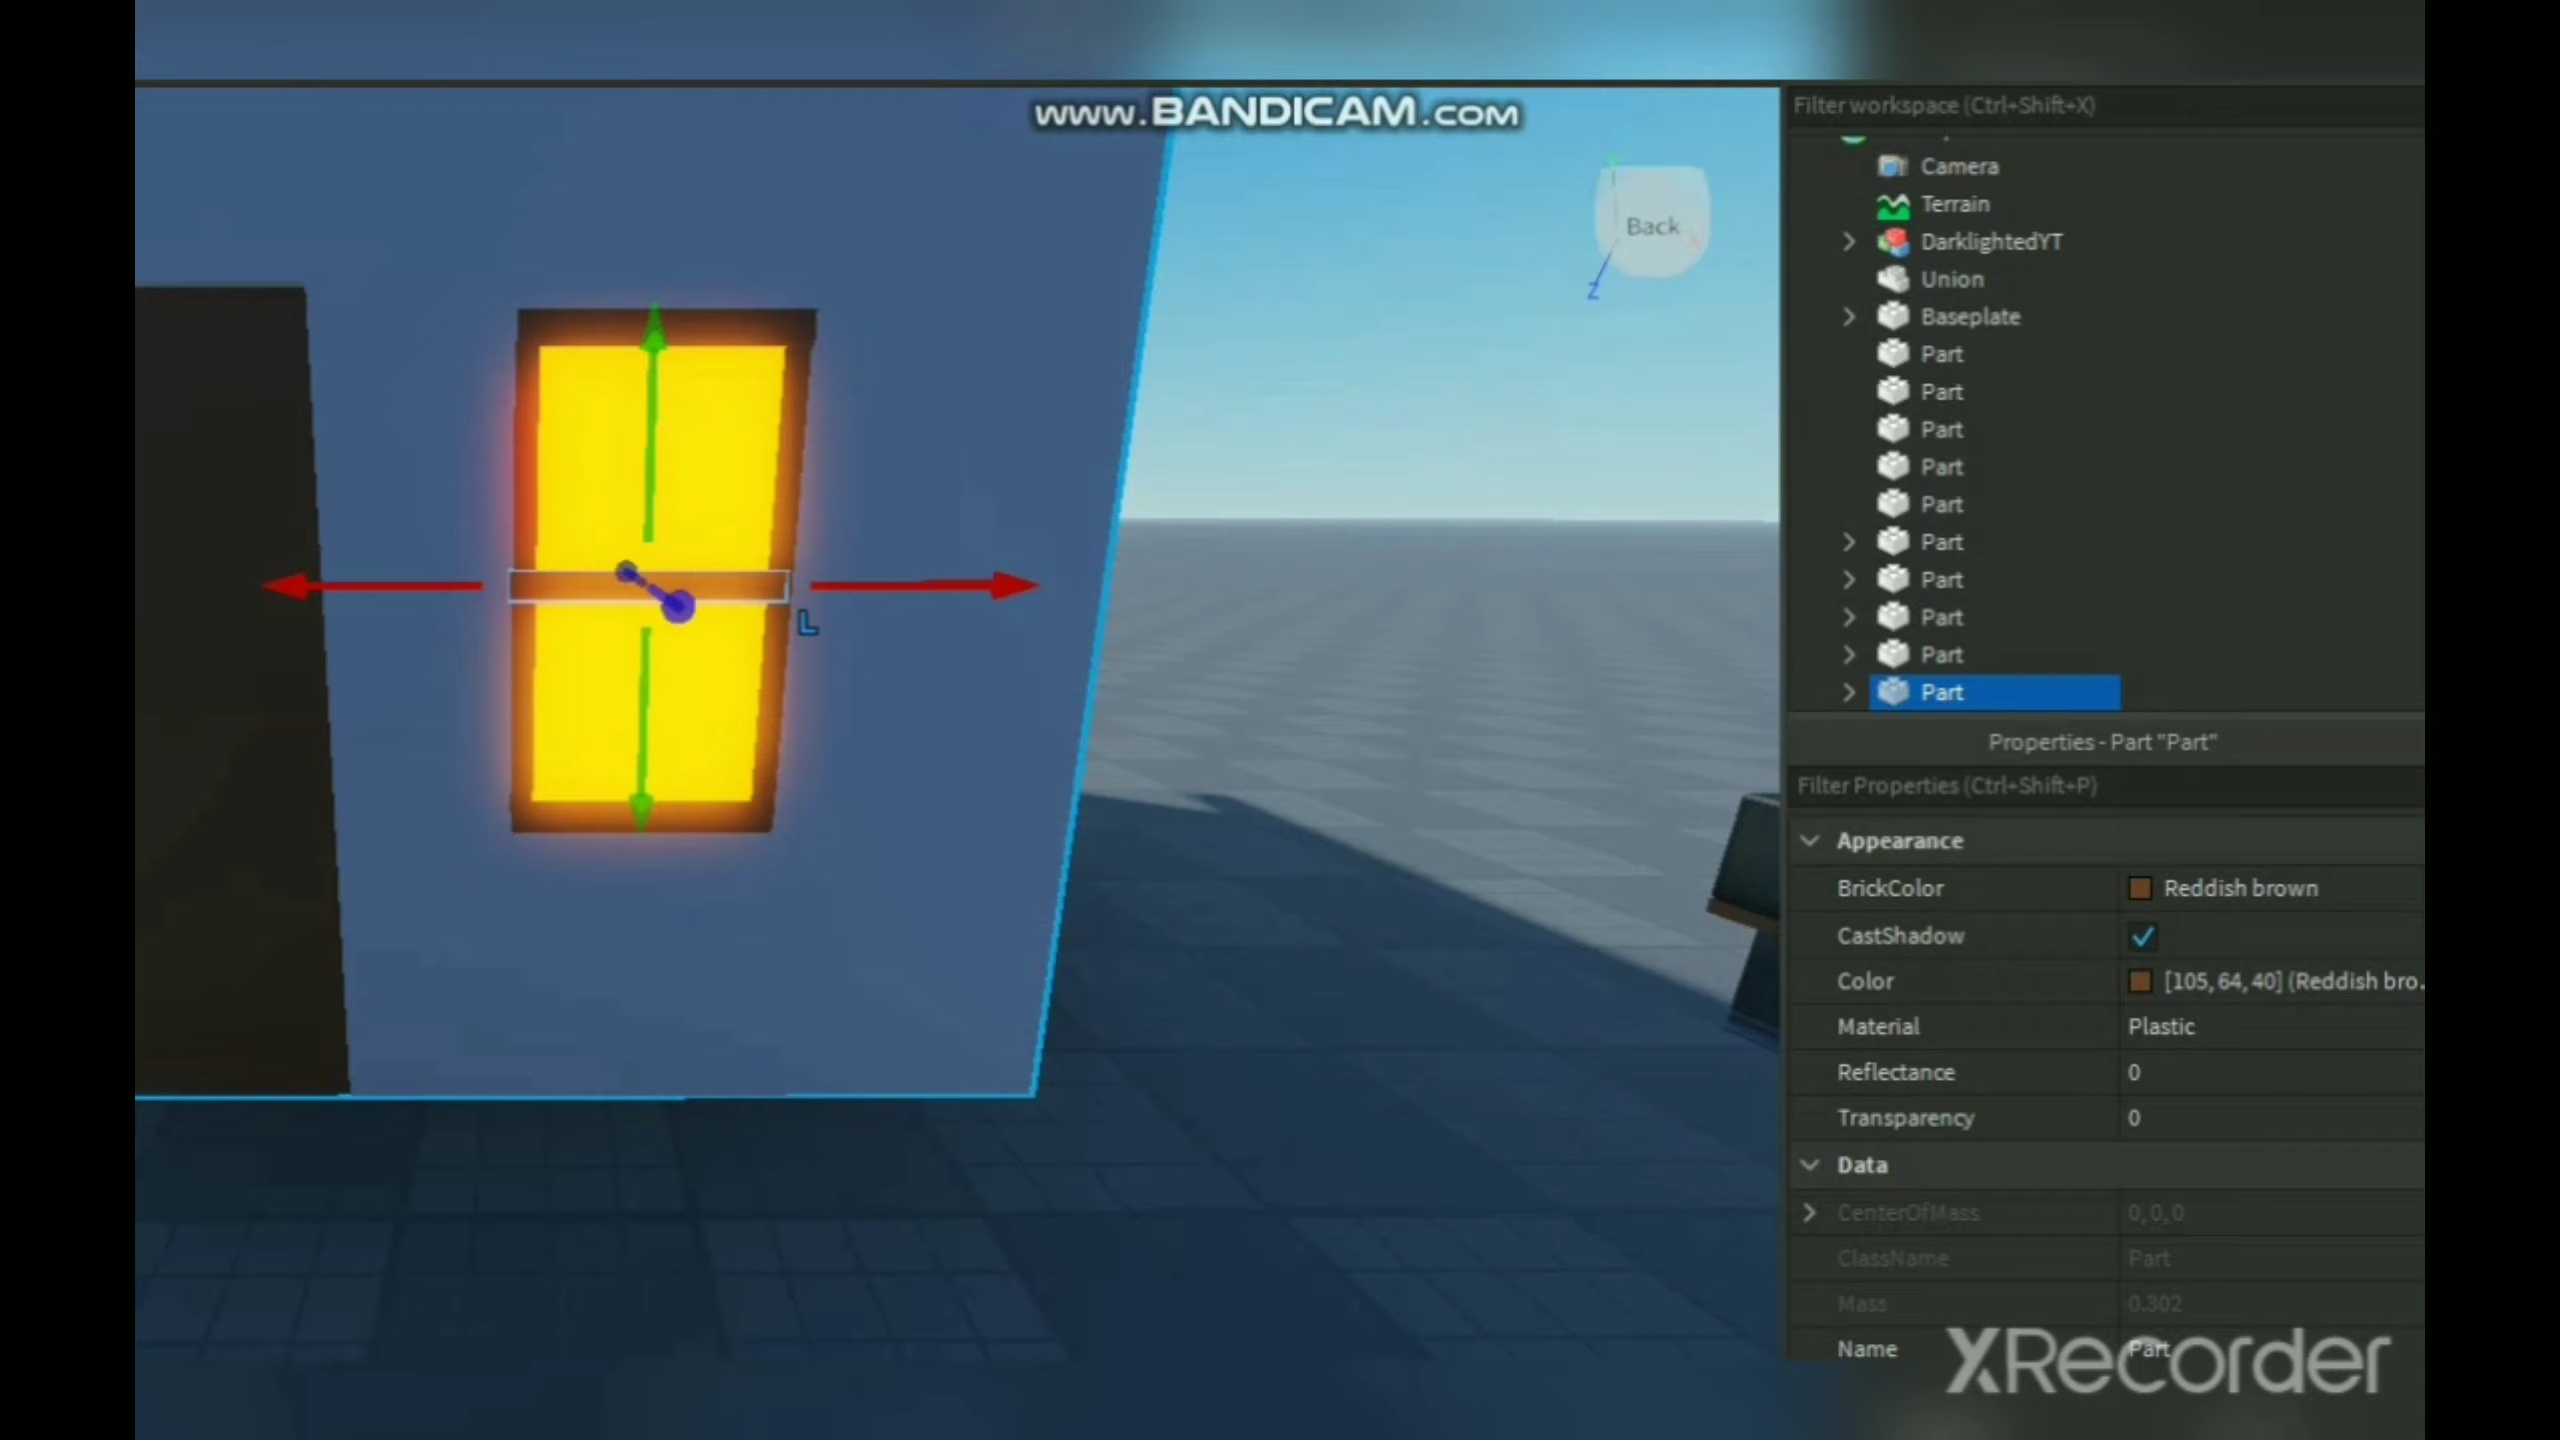 www.BANDICAM.com
Filter workspace (Ctrl+Shift+X)
Camera
Terrain
DarklightedYT
Union
Baseplate
Part
Part
Part
Part
Part
Part
Part
Part
Part
Part
Back
Z
L
Properties - Part "Part"
Filter Properties (Ctrl+Shift+P)
Appearance
BrickColor Reddish brown
CastShadow
Color [105, 64, 40] (Reddish bro...
Material Plastic
Reflectance 0
Transparency 0
Data
CenterOfMass 0, 0, 0
ClassName Part
Mass 0.302
Name Part
XRecorder